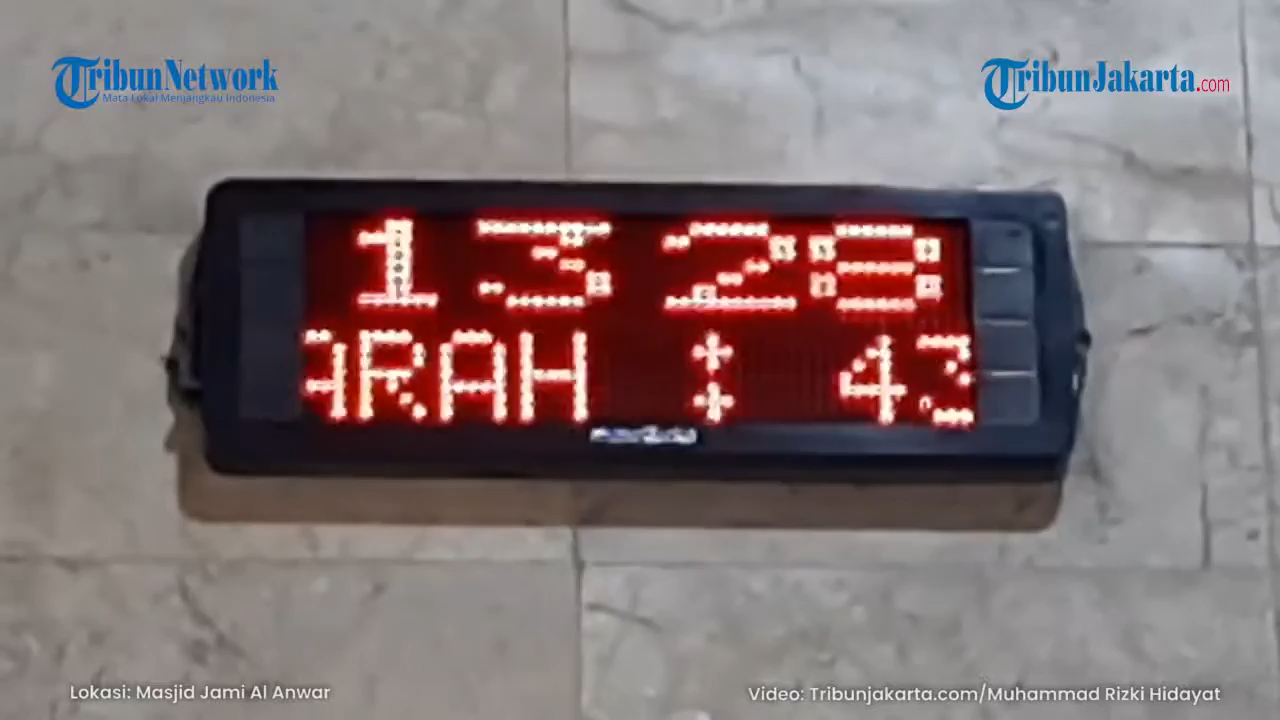 TribunNetwork
Mata Lokal Menjangkau Indonesia
TribunJakarta.com
13 28
ARAH : 43
Lokasi: Masjid Jami Al Anwar
Video: Tribunjakarta.com/Muhammad Rizki Hidayat